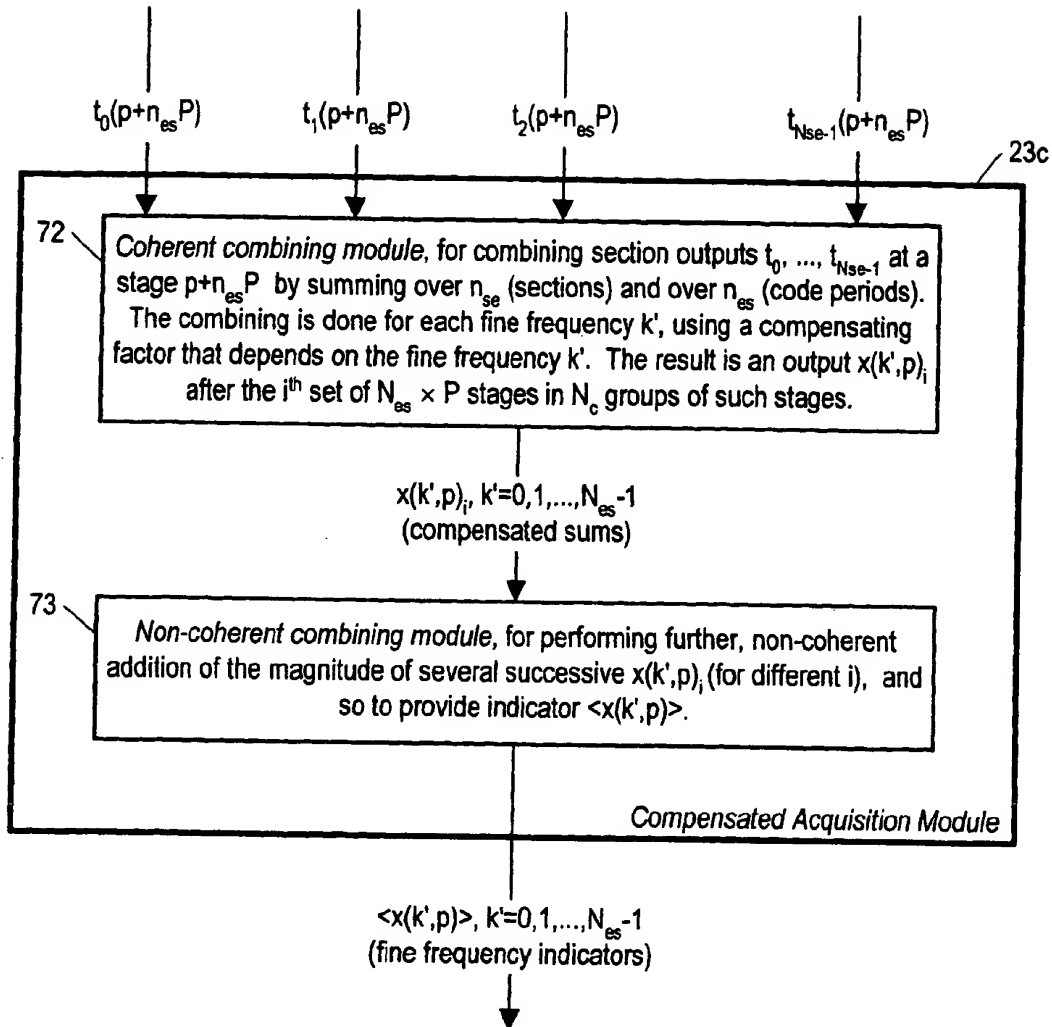 t₀(p+nₑₛP) t₁(p+nₑₛP) t₂(p+nₑₛP) t_Nse-1(p+nₑₛP)
23c
72
Coherent combining module, for combining section outputs t₀, ..., t_Nse-1 at a
stage p+nₑₛP by summing over nₛₑ (sections) and over nₑₛ (code periods).
The combining is done for each fine frequency k', using a compensating
factor that depends on the fine frequency k'. The result is an output x(k',p)ᵢ
after the iᵗʰ set of Nₑₛ × P stages in N_c groups of such stages.
x(k',p)ᵢ, k'=0,1,...,Nₑₛ-1
(compensated sums)
73
Non-coherent combining module, for performing further, non-coherent
addition of the magnitude of several successive x(k',p)ᵢ (for different i), and
so to provide indicator <x(k',p)>.
Compensated Acquisition Module
<x(k',p)>, k'=0,1,...,Nₑₛ-1
(fine frequency indicators)